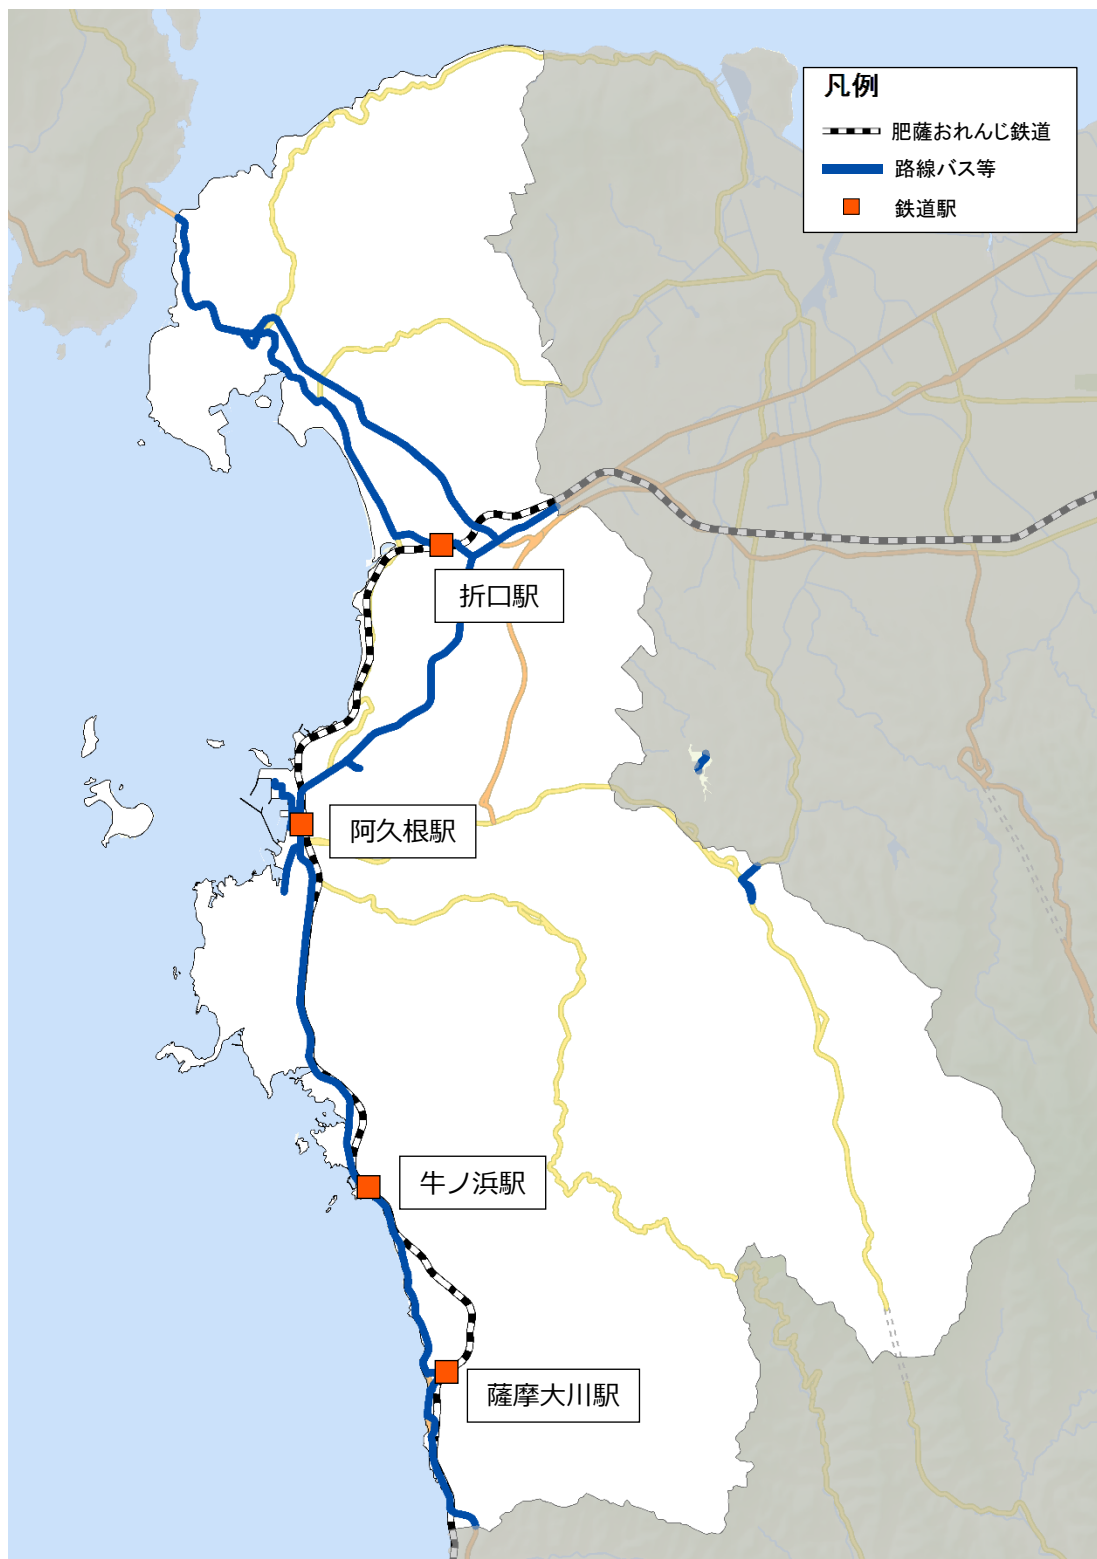 凡例
肥薩おれんじ鉄道
路線バス等
鉄道駅
折口駅
阿久根駅
牛ノ浜駅
薩摩大川駅